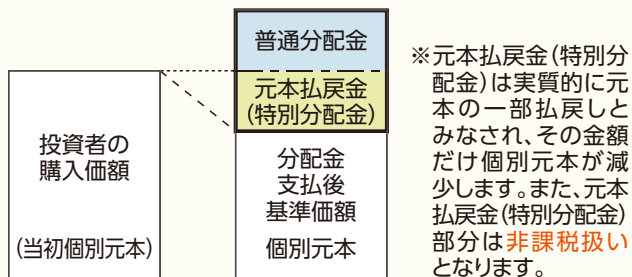 普通分配金
元本払戻金
(特別分配金)
投資者の
購入価額
(当初個別元本)
分配金
支払後
基準価額
個別元本
※元本払戻金(特別分
配金)は実質的に元
本の一部払戻しと
みなされ、その金額
だけ個別元本が減
少します。また、元本
払戻金(特別分配金)
部分は非課税扱い
となります。